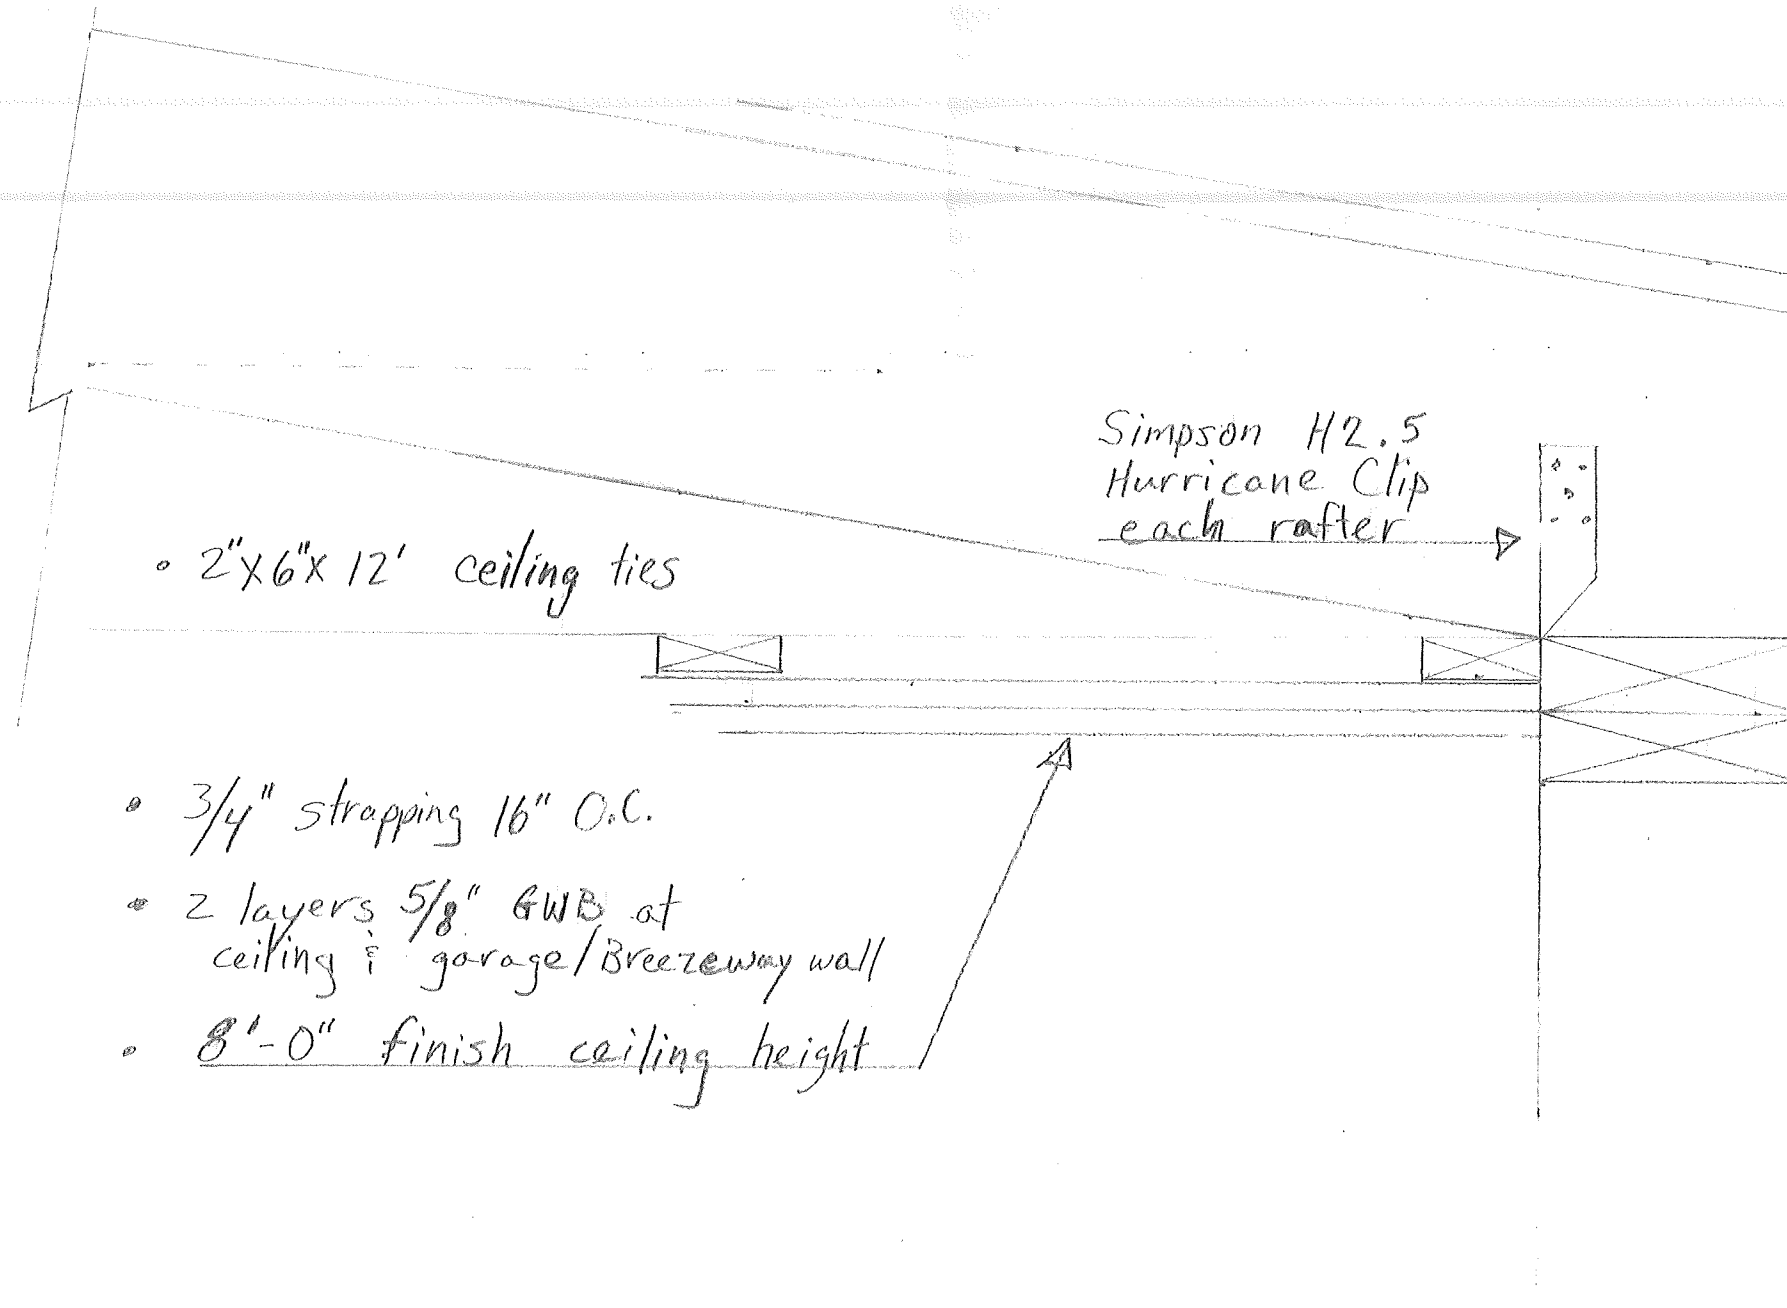 Simpson H2.5
Hurricane Clip
each rafter
• 2"x6"x 12' ceiling ties
• 3/4" strapping 16" O.C.
• 2 layers 5/8" GWB at
ceiling & garage/Breezeway wall
• 8'-0" finish ceiling height